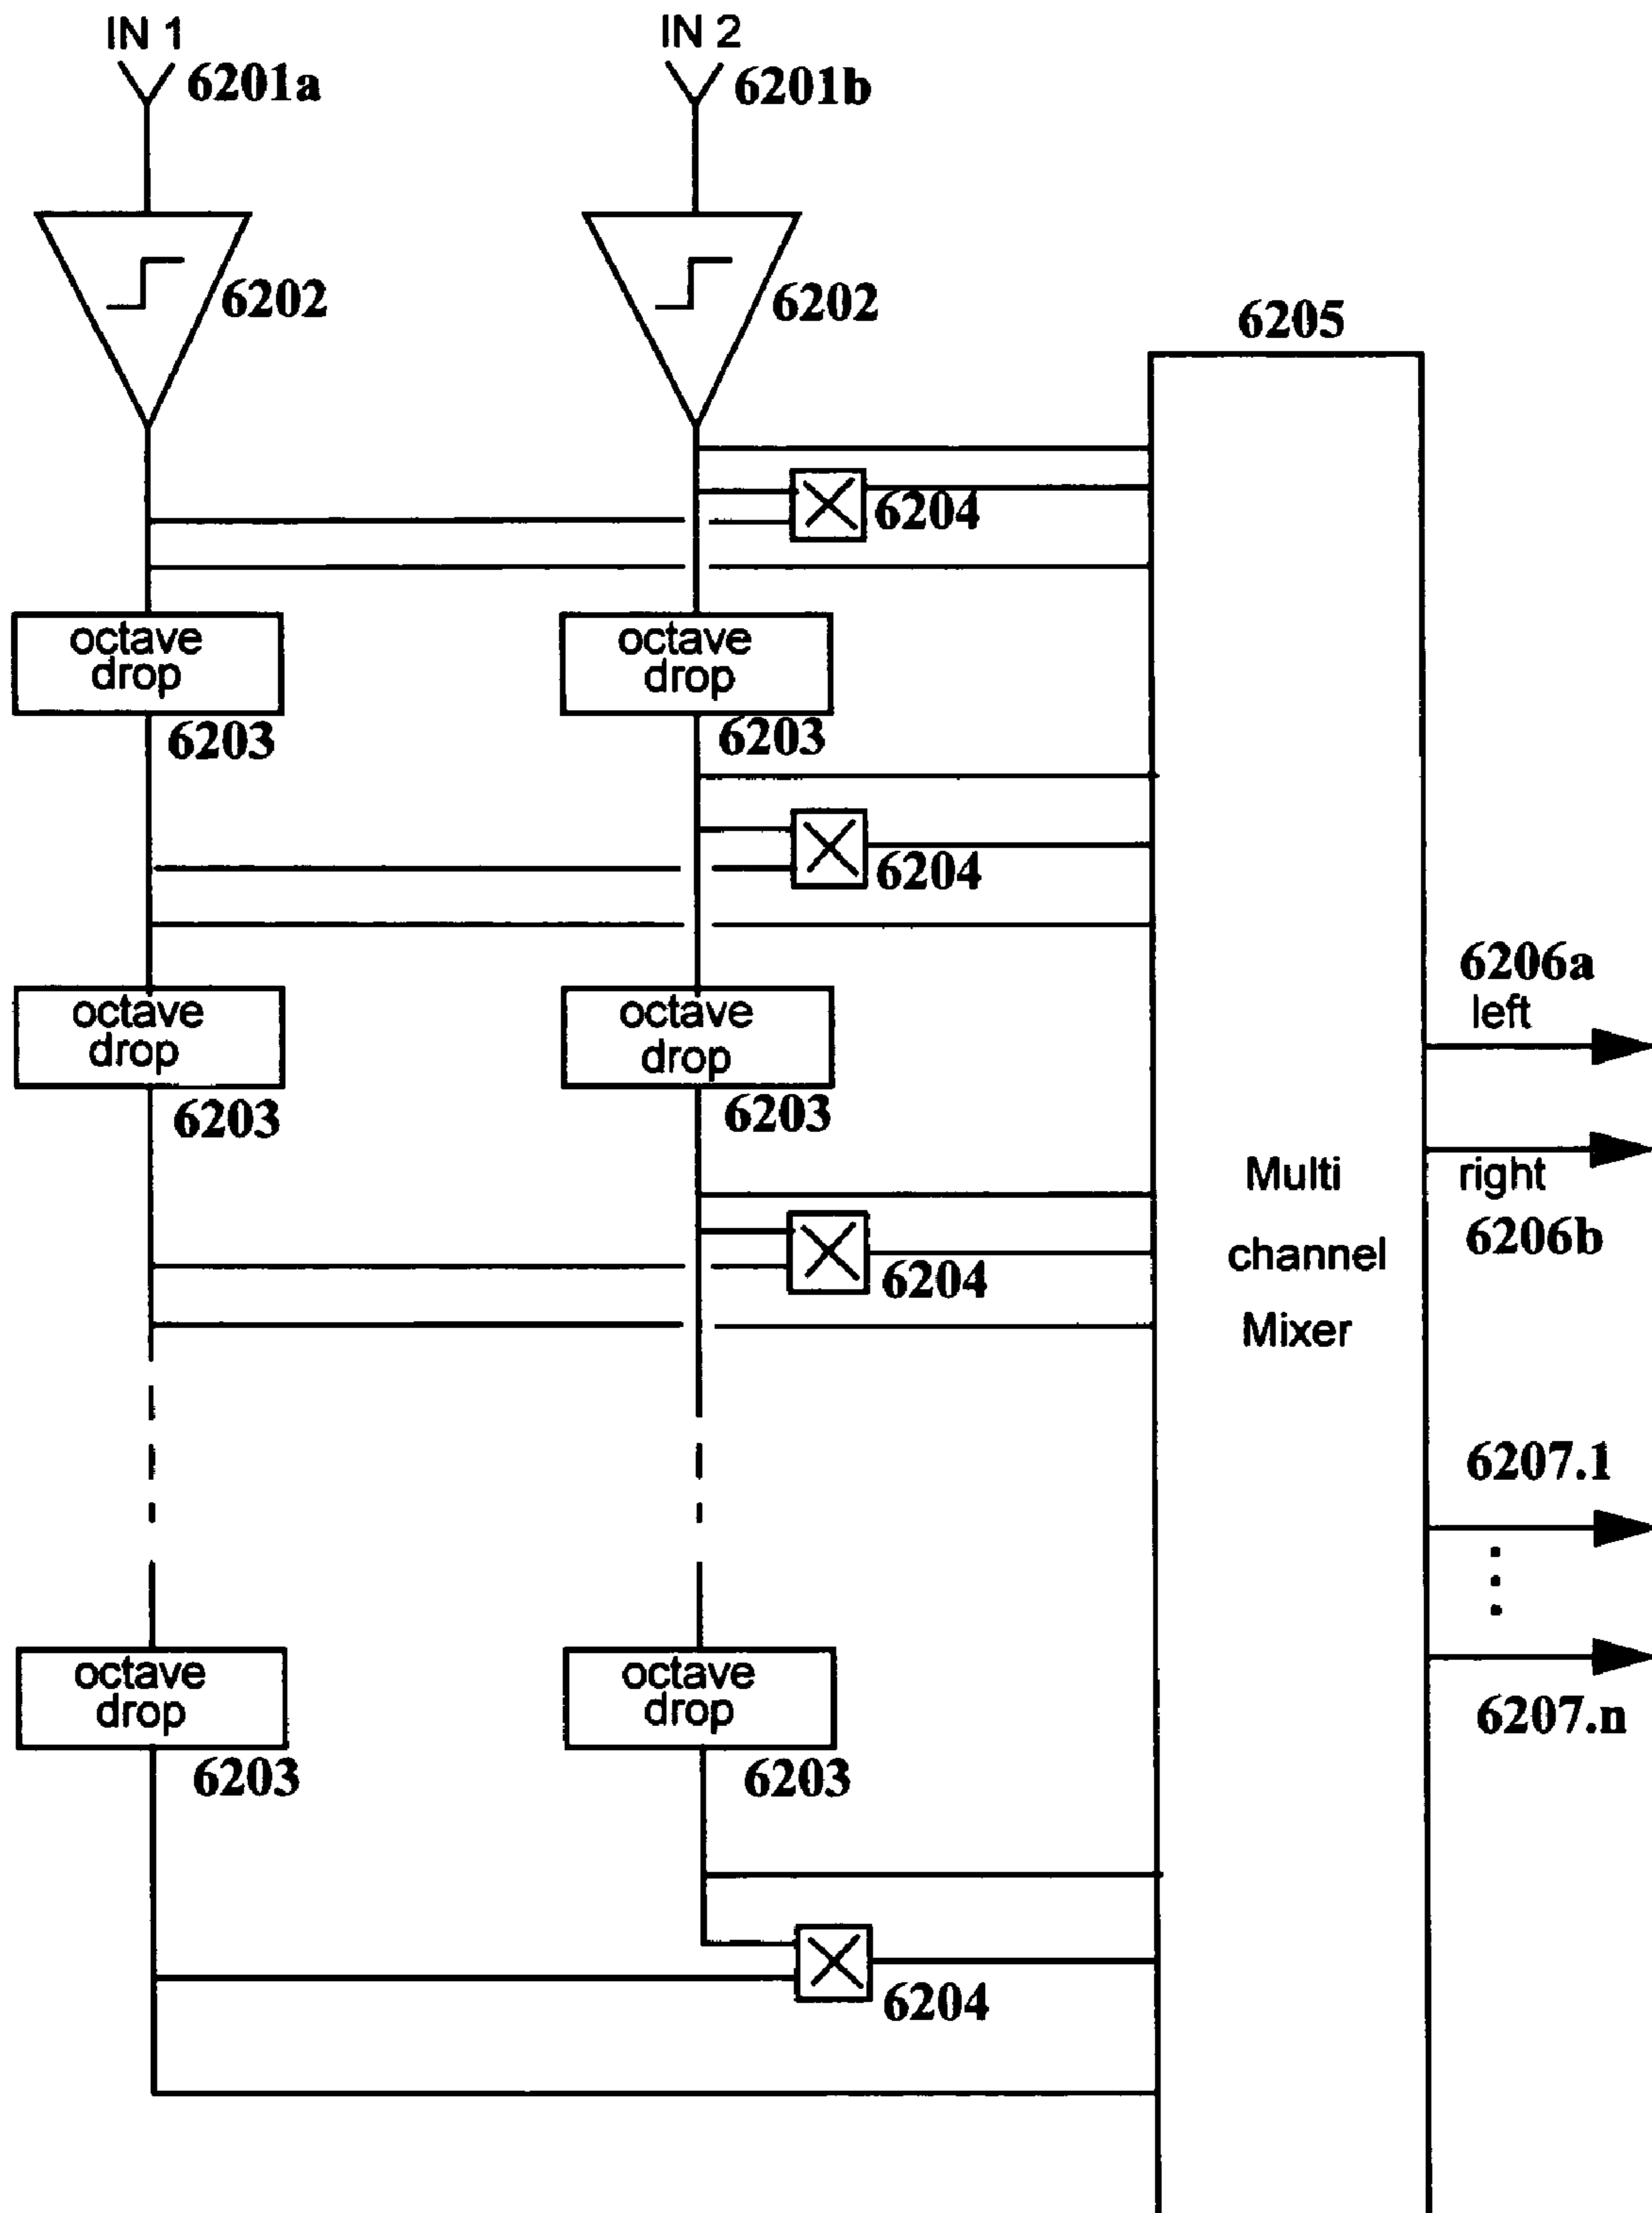 IN 1
6201a
IN 2
6201b
6202
6202
6205
6204
octave
drop
6203
octave
drop
6203
6204
octave
drop
6203
octave
drop
6203
6204
Multi
channel
Mixer
6206a
left
right
6206b
6207.1
6207.n
octave
drop
6203
octave
drop
6203
6204